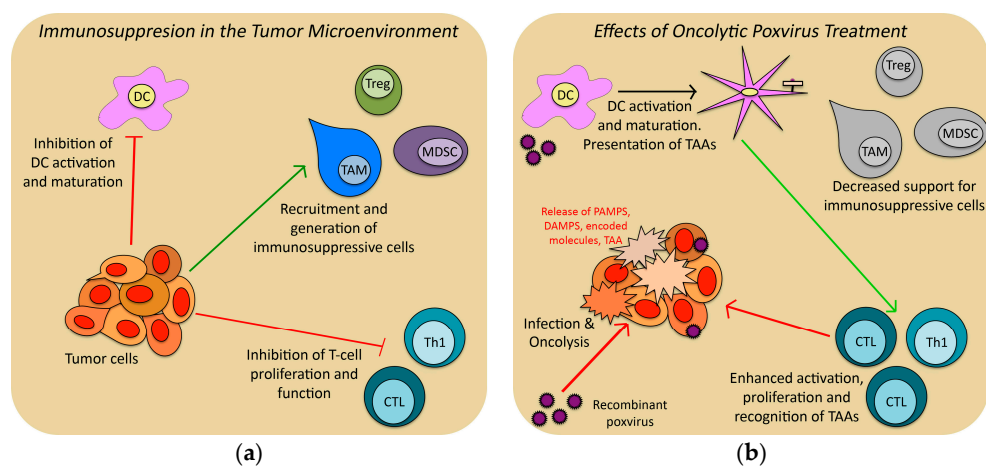 Immunosuppresion in the Tumor Microenvironment
DC
Inhibition of
DC activation
and maturation
Treg
TAM
MDSC
Recruitment and
generation of
immunosuppressive cells
Tumor cells
Inhibition of T-cell
proliferation and
function
Th1
CTL
(a)
Effects of Oncolytic Poxvirus Treatment
DC
DC activation
and maturation.
Presentation of TAAs
Treg
TAM
MDSC
Decreased support for
immunosuppressive cells
Release of PAMPS,
DAMPS, encoded
molecules, TAA
Infection &
Oncolysis
Recombinant
poxvirus
CTL
Th1
Enhanced activation,
proliferation and
recognition of TAAs
CTL
(b)